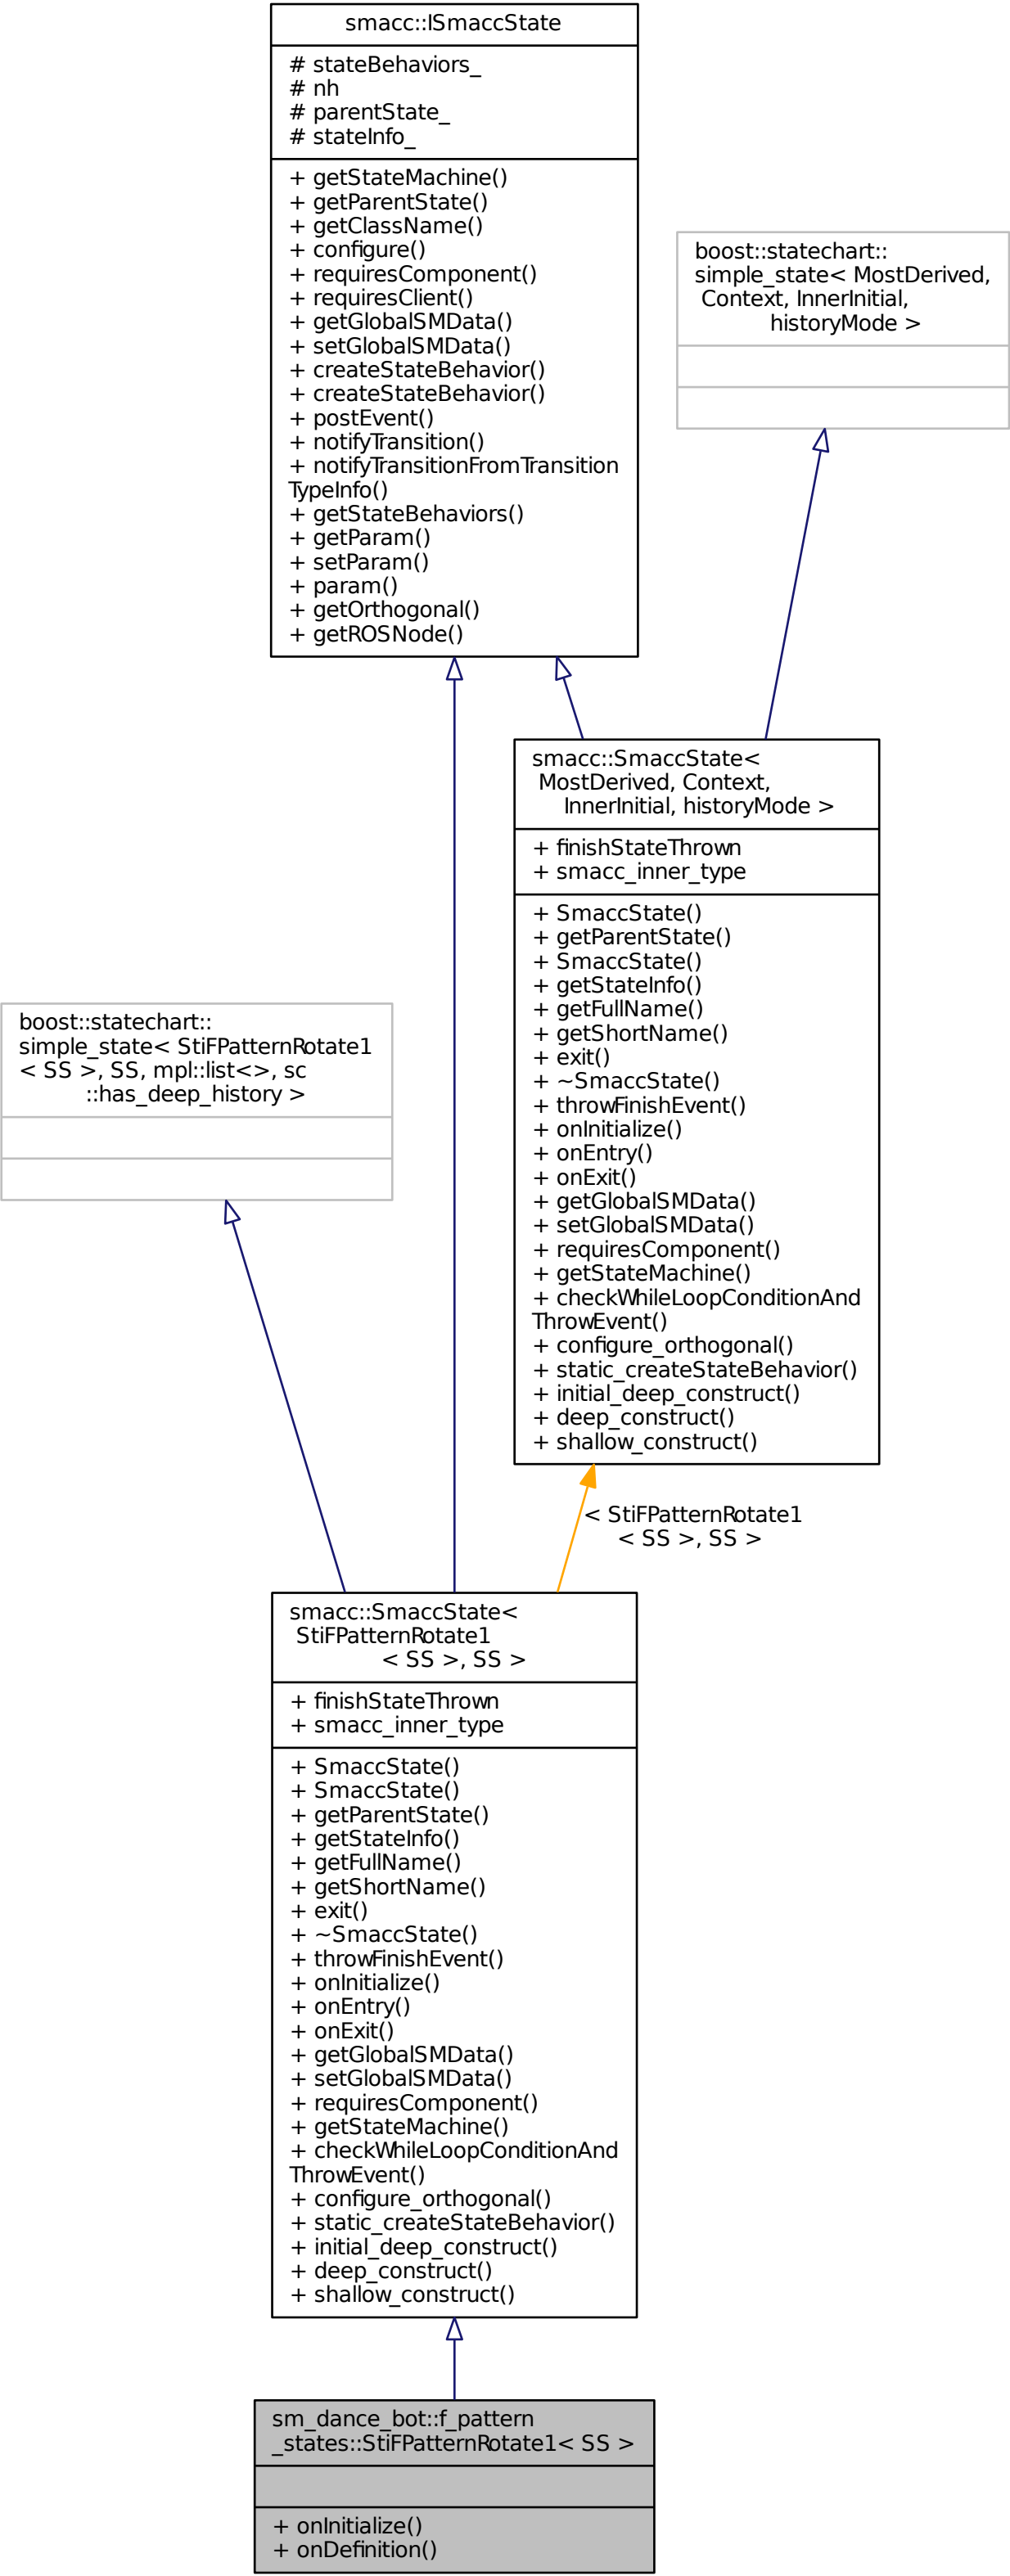 smacc::ISmaccState
# stateBehaviors_
# nh
# parentState_
# stateInfo_
+ getStateMachine()
+ getParentState()
+ getClassName()
+ configure()
+ requiresComponent()
+ requiresClient()
+ getGlobalSMData()
+ setGlobalSMData()
+ createStateBehavior()
+ createStateBehavior()
+ postEvent()
+ notifyTransition()
+ notifyTransitionFromTransition
TypeInfo()
+ getStateBehaviors()
+ getParam()
+ setParam()
+ param()
+ getOrthogonal()
+ getROSNode()
boost::statechart::
simple_state< MostDerived,
Context, InnerInitial,
historyMode >
smacc::SmaccState<
MostDerived, Context,
InnerInitial, historyMode >
+ finishStateThrown
+ smacc_inner_type
+ SmaccState()
+ getParentState()
+ SmaccState()
+ getStateInfo()
+ getFullName()
+ getShortName()
+ exit()
+ ~SmaccState()
+ throwFinishEvent()
+ onInitialize()
+ onEntry()
+ onExit()
+ getGlobalSMData()
+ setGlobalSMData()
+ requiresComponent()
+ getStateMachine()
+ checkWhileLoopConditionAnd
ThrowEvent()
+ configure_orthogonal()
+ static_createStateBehavior()
+ initial_deep_construct()
+ deep_construct()
+ shallow_construct()
boost::statechart::
simple_state< StiFPatternRotate1
< SS >, SS, mpl::list<>, sc
::has_deep_history >
< StiFPatternRotate1
< SS >, SS >
smacc::SmaccState<
StiFPatternRotate1
< SS >, SS >
+ finishStateThrown
+ smacc_inner_type
+ SmaccState()
+ SmaccState()
+ getParentState()
+ getStateInfo()
+ getFullName()
+ getShortName()
+ exit()
+ ~SmaccState()
+ throwFinishEvent()
+ onInitialize()
+ onEntry()
+ onExit()
+ getGlobalSMData()
+ setGlobalSMData()
+ requiresComponent()
+ getStateMachine()
+ checkWhileLoopConditionAnd
ThrowEvent()
+ configure_orthogonal()
+ static_createStateBehavior()
+ initial_deep_construct()
+ deep_construct()
+ shallow_construct()
sm_dance_bot::f_pattern
_states::StiFPatternRotate1< SS >
+ onInitialize()
+ onDefinition()